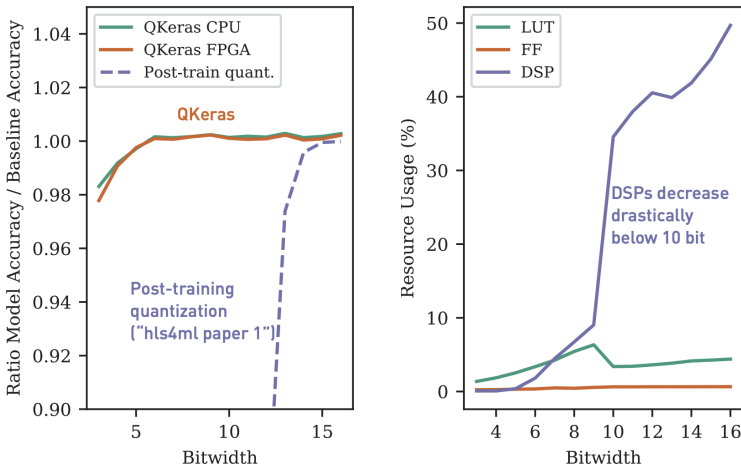 Ratio Model Accuracy / Baseline Accuracy
1.04
1.02
1.00
0.98
0.96
0.94
0.92
0.90
QKeras CPU
QKeras FPGA
Post-train quant.
QKeras
Post-training
quantization
(“hls4ml paper 1”)
5
10
15
Bitwidth
Resource Usage (%)
50
40
30
20
10
0
LUT
FF
DSP
DSPs decrease
drastically
below 10 bit
4
6
8
10
12
14
16
Bitwidth